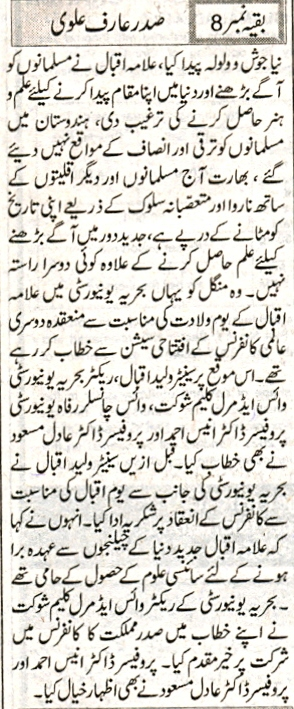 بقیہ نمبر 8 صدر عارف علوی
نیا جوش و ولولہ پیدا کیا، علامہ اقبال نے مسلمانوں کو
آگے بڑھنے اور دنیا میں اپنا مقام پیدا کرنے کیلئے علم و
ہنر حاصل کرنے کی ترغیب دی، ہندوستان میں
مسلمانوں کو ترقی اور انصاف کے مواقع نہیں دیئے
گئے، بھارت آج مسلمانوں اور دیگر اقلیتوں کے
ساتھ ناروا اور متعصبانہ سلوک کے ذریعے اپنی تاریخ
کو مٹانے کے درپے ہے، جدید دور میں آگے بڑھنے
کیلئے علم حاصل کرنے کے علاوہ کوئی دوسرا راستہ
نہیں۔ وہ منگل کو یہاں بحریہ یونیورسٹی میں علامہ
اقبال کے یوم ولادت کی مناسبت سے منعقدہ دوسری
عالمی کانفرنس کے افتتاحی سیشن سے خطاب کر رہے
تھے۔ اس موقع پر سینیٹر ولید اقبال، ریکٹر بحریہ یونیورسٹی
وائس ایڈمرل کلیم شوکت، وائس چانسلر رفاہ یونیورسٹی
پروفیسر ڈاکٹر انیس احمد اور پروفیسر ڈاکٹر عادل مسعود
نے بھی خطاب کیا۔ قبل ازیں سینیٹر ولید اقبال نے
بحریہ یونیورسٹی کی جانب سے یوم اقبال کی مناسبت
سے کانفرنس کے انعقاد پر شکریہ ادا کیا۔ انہوں نے کہا
کہ علامہ اقبال جدید دنیا کے چیلنجوں سے عہدہ برا
ہونے کے لئے سائنسی علوم کے حصول کے حامی تھے
۔ بحریہ یونیورسٹی کے ریکٹر وائس ایڈمرل کلیم شوکت
نے اپنے خطاب میں صدر مملکت کا کانفرنس میں
شرکت پر خیر مقدم کیا۔ پروفیسر ڈاکٹر انیس احمد اور
پروفیسر ڈاکٹر عادل مسعود نے بھی اظہار خیال کیا۔